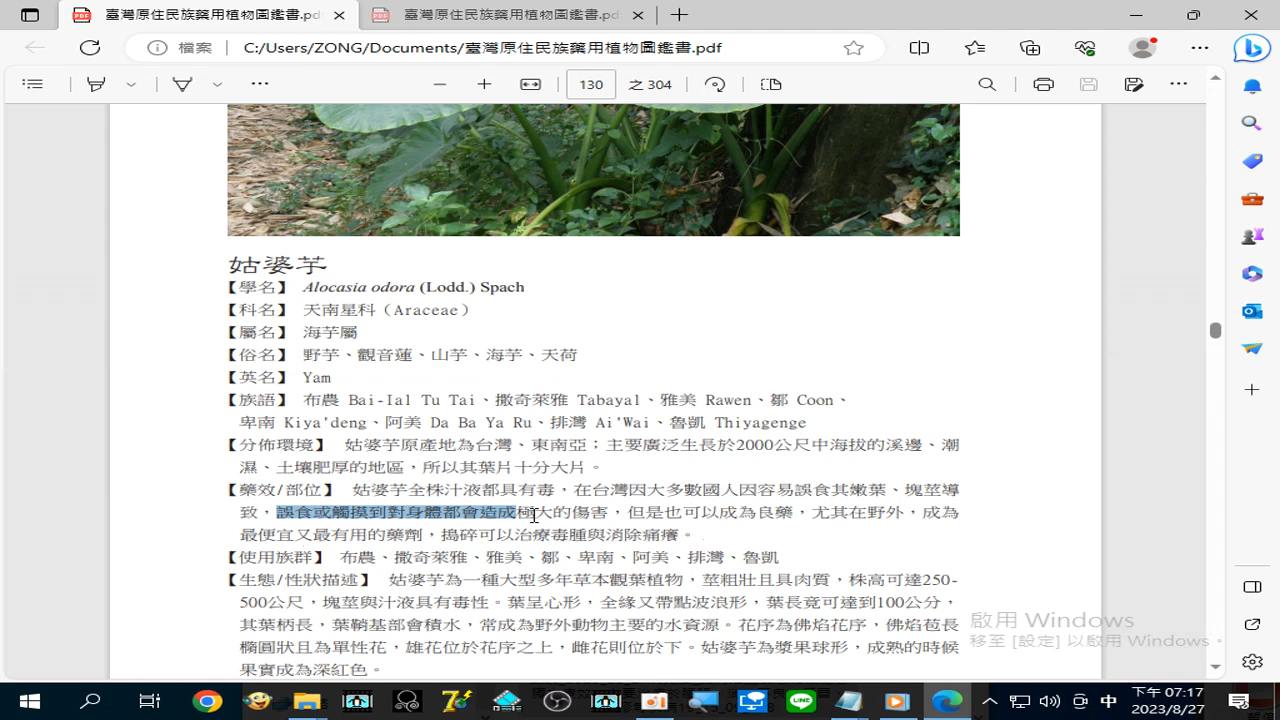 臺灣原住民族藥用植物圖鑑書.pdf
臺灣原住民族藥用植物圖鑑書.pdf
檔案 C:/Users/ZONG/Documents/臺灣原住民族藥用植物圖鑑書.pdf
130 之 304
姑婆芋
【學名】 Alocasia odora (Lodd.) Spach
【科名】 天南星科（Araceae）
【屬名】 海芋屬
【俗名】 野芋、觀音蓮、山芋、海芋、天荷
【英名】 Yam
【族語】 布農 Bai-Ial Tu Tai、撒奇萊雅 Tabayal、雅美 Rawen、鄒 Coon、
卑南 Kiya'deng、阿美 Da Ba Ya Ru、排灣 Ai'Wai、魯凱 Thiyagenge
【分佈環境】 姑婆芋原產地為台灣、東南亞；主要廣泛生長於2000公尺中海拔的溪邊、潮
濕、土壤肥厚的地區，所以其葉片十分大片。
【藥效/部位】 姑婆芋全株汁液都具有毒，在台灣因大多數國人因容易誤食其嫩葉、塊莖導
致，誤食或觸摸到對身體都會造成極大的傷害，但是也可以成為良藥，尤其在野外，成為
最便宜又最有用的藥劑，搗碎可以治療毒腫與消除痛癢。
【使用族群】 布農、撒奇萊雅、雅美、鄒、卑南、阿美、排灣、魯凱
【生態/性狀描述】 姑婆芋為一種大型多年草本觀葉植物，莖粗壯且具肉質，株高可達250-
500公尺，塊莖與汁液具有毒性。葉呈心形，全緣又帶點波浪形，葉長竟可達到100公分，
其葉柄長，葉鞘基部會積水，常成為野外動物主要的水資源。花序為佛焰花序，佛焰苞長
橢圓狀且為單性花，雄花位於花序之上，雌花則位於下。姑婆芋為漿果球形，成熟的時候
果實成為深紅色。
啟用 Windows
移至 [設定] 以啟用 Windows。
中 下午 07:17
2023/8/27